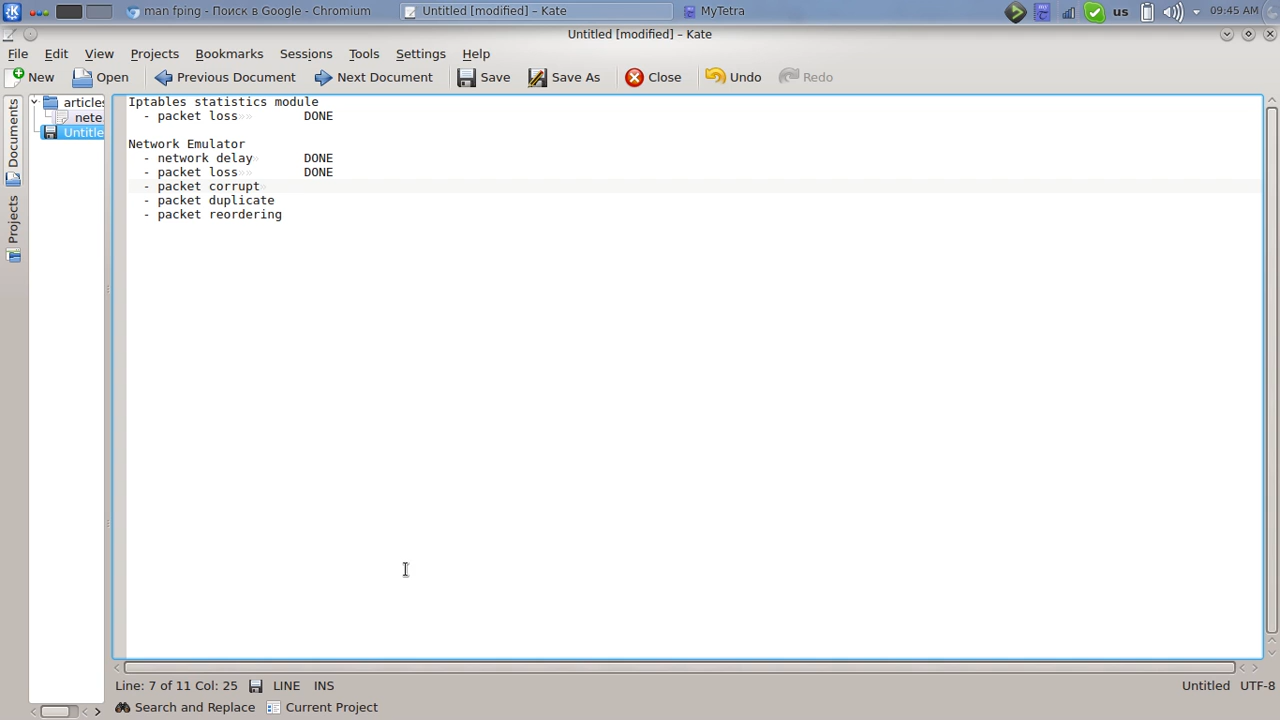 man fping - Поиск в Google - Chromium
Untitled [modified] – Kate
MyTetra
us
09:45 AM
Untitled [modified] – Kate
File Edit View Projects Bookmarks Sessions Tools Settings Help
New Open Previous Document Next Document Save Save As Close Undo Redo
Documents
Projects
articles
nete
Untitle
Iptables statistics module
- packet loss»» DONE
Network Emulator
- network delay» DONE
- packet loss»» DONE
- packet corrupt»
- packet duplicate
- packet reordering
Line: 7 of 11 Col: 25 LINE INS Untitled UTF-8
Search and Replace Current Project